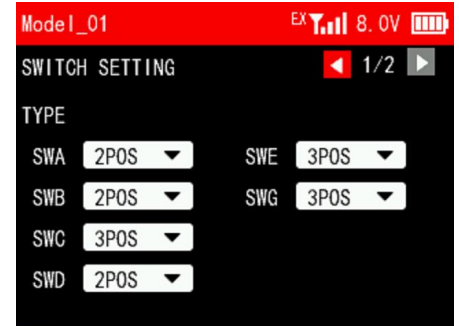 Model_01 EX 8.0V
SWITCH SETTING 1/2
TYPE
SWA 2POS SWE 3POS
SWB 2POS SWG 3POS
SWC 3POS
SWD 2POS